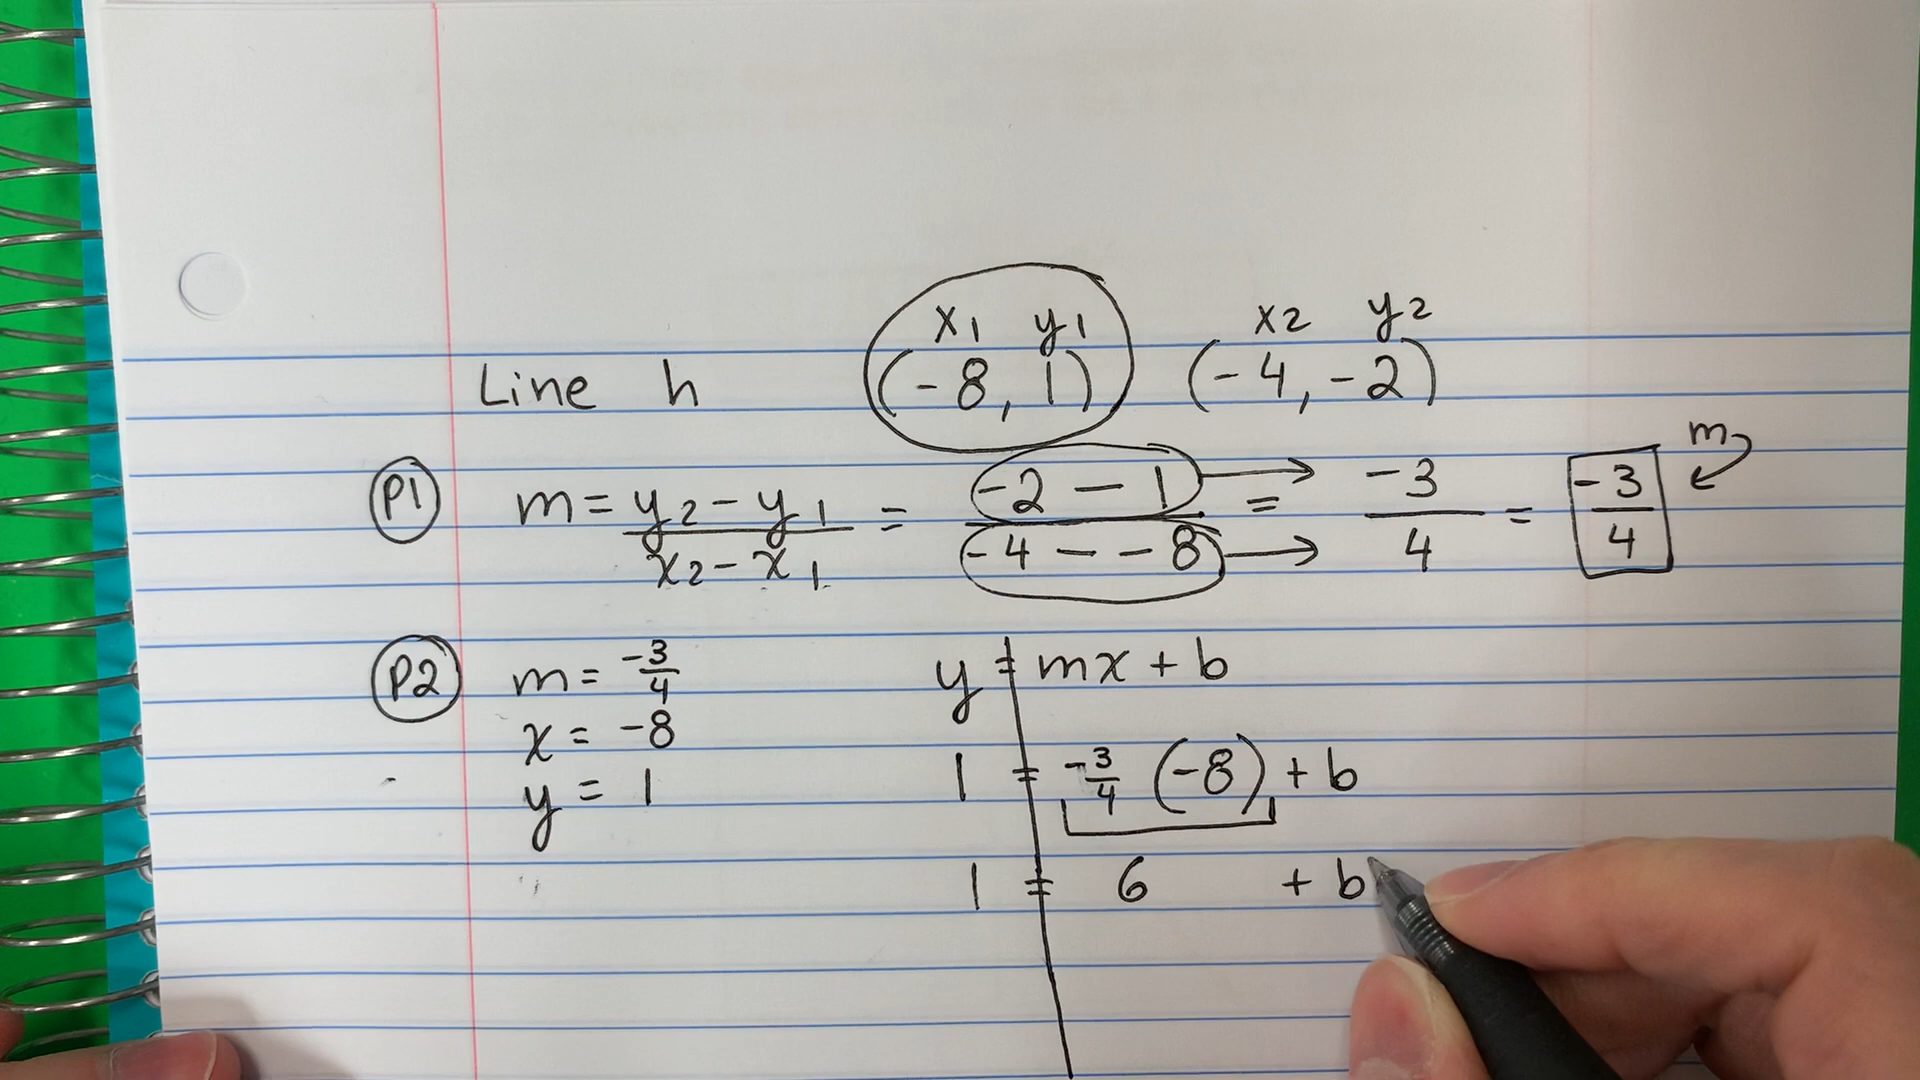 x1 y1 x2 y2
Line h (-8, 1) (-4, -2)
m
P1 m = y2 - y1 / x2 - x1 = -2 - 1 / -4 - - 8 = -3 / 4 = -3 / 4
P2 m = -3/4 y = mx + b
x = -8
y = 1 1 = -3/4 (-8) + b
1 = 6 + b